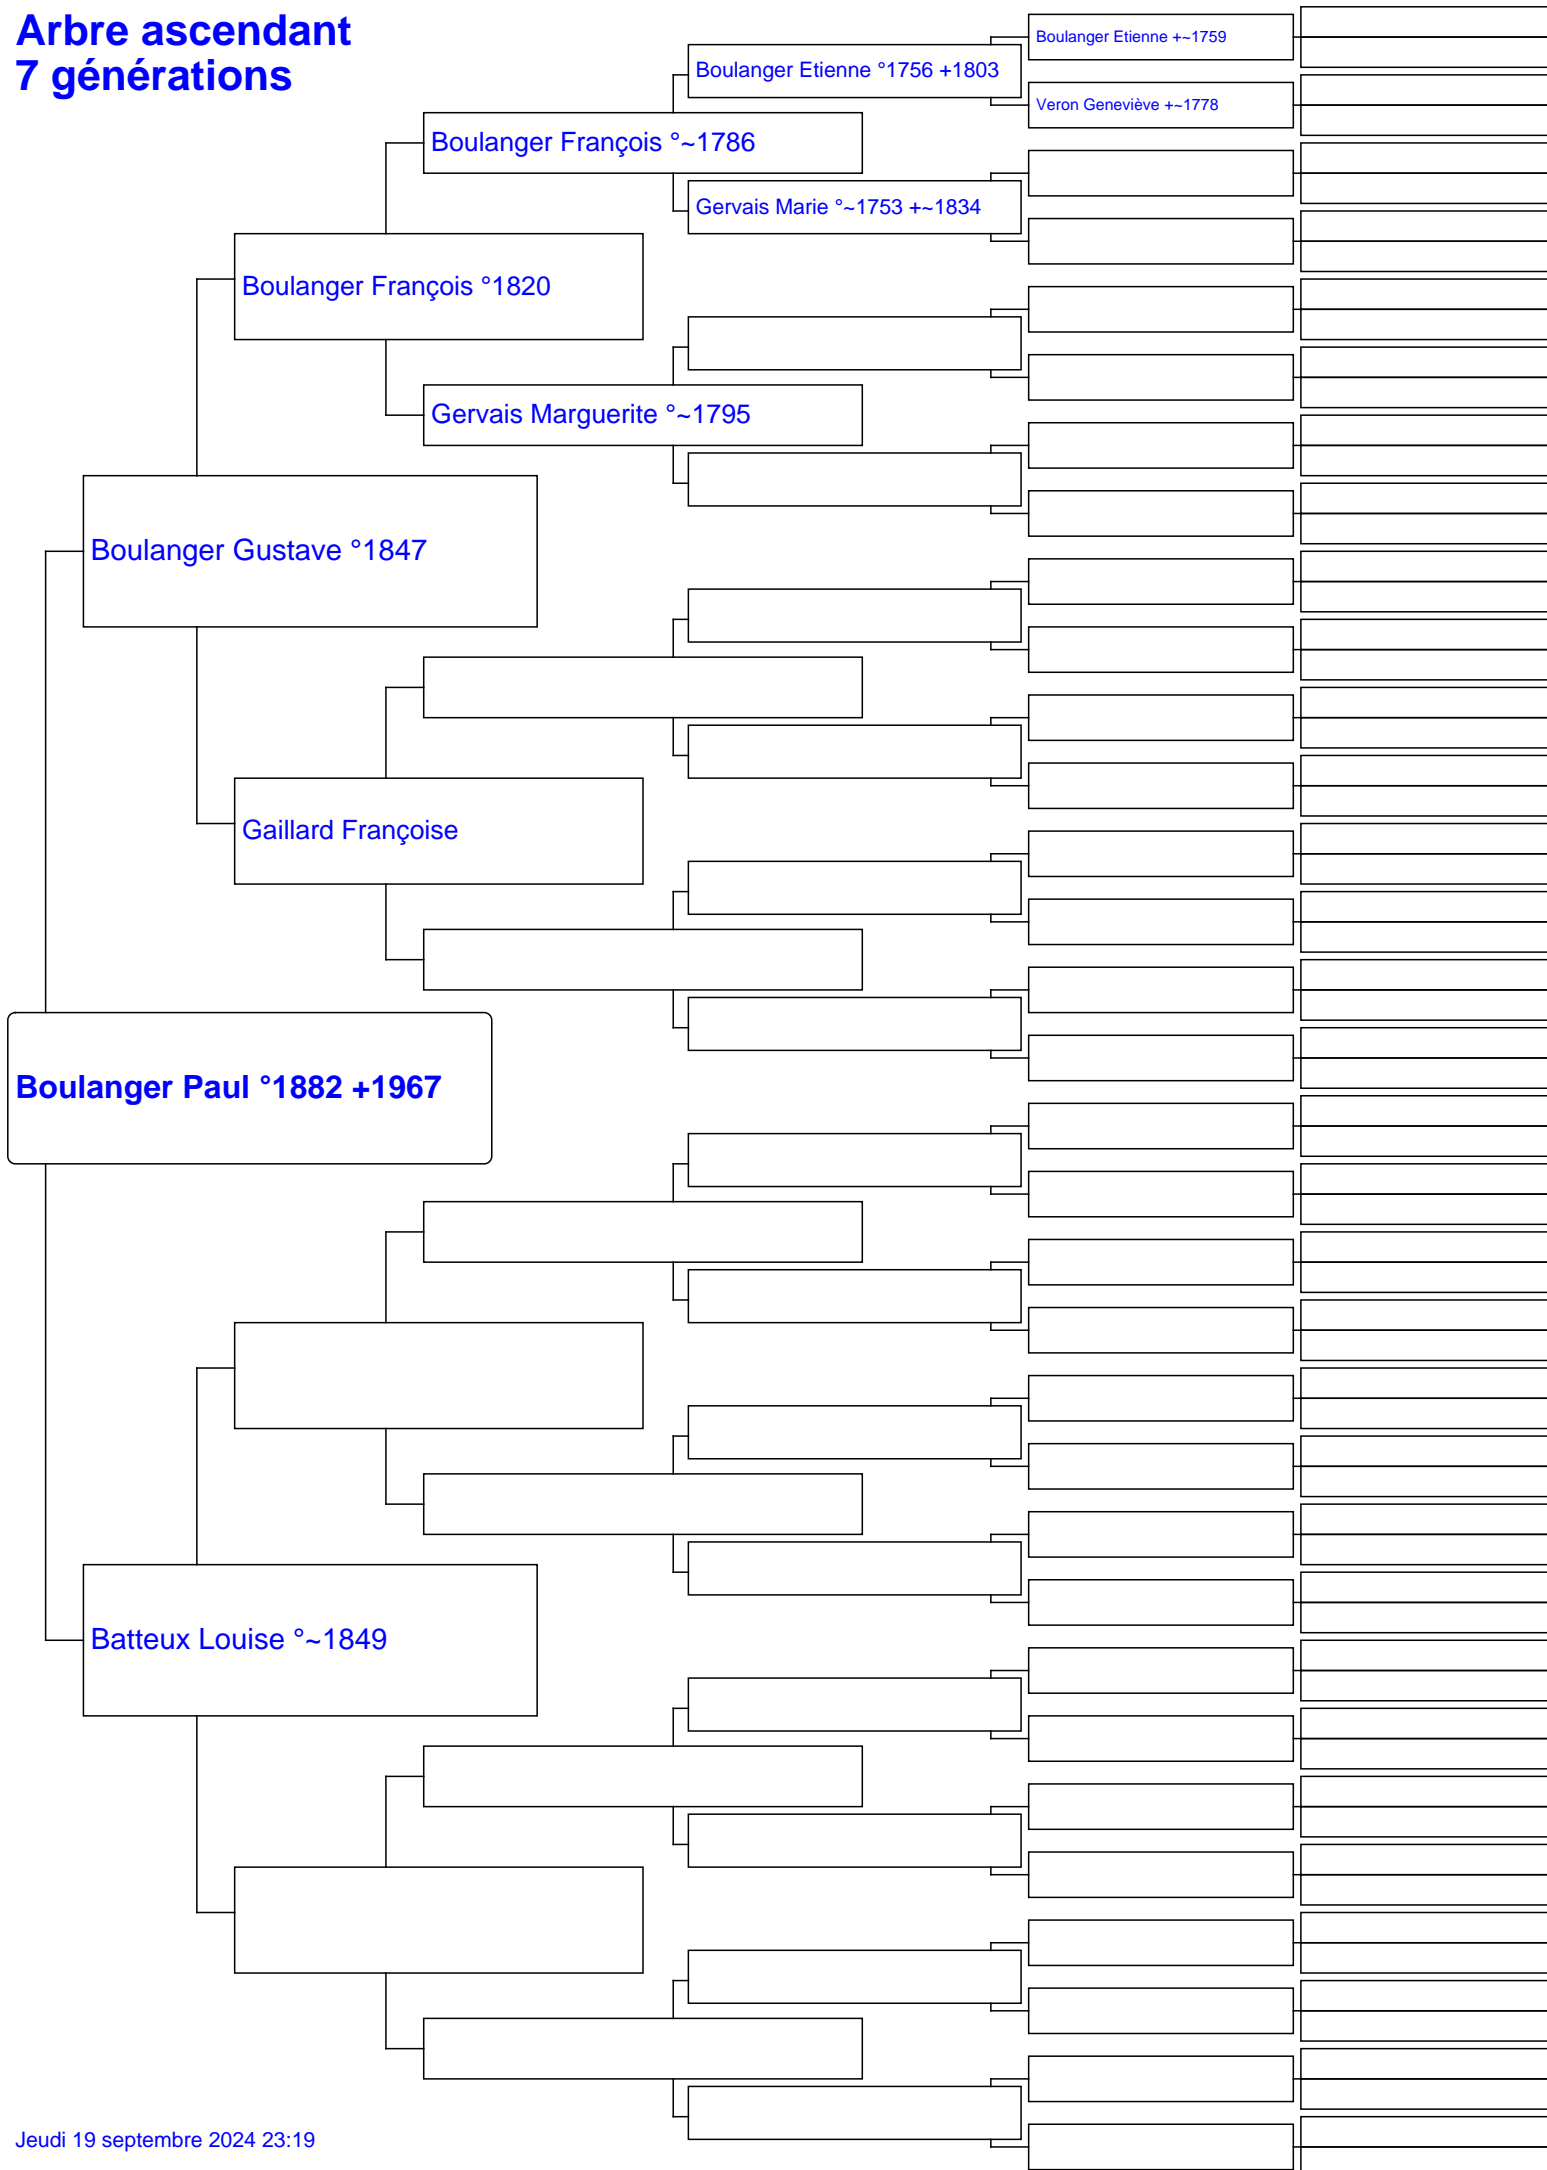 Arbre ascendant
7 générations
Boulanger Etienne +~1759
Boulanger Etienne °1756 +1803
Veron Geneviève +~1778
Boulanger François °~1786
Gervais Marie °~1753 +~1834
Boulanger François °1820
Gervais Marguerite °~1795
Boulanger Gustave °1847
Gaillard Françoise
Boulanger Paul °1882 +1967
Batteux Louise °~1849
Jeudi 19 septembre 2024 23:19